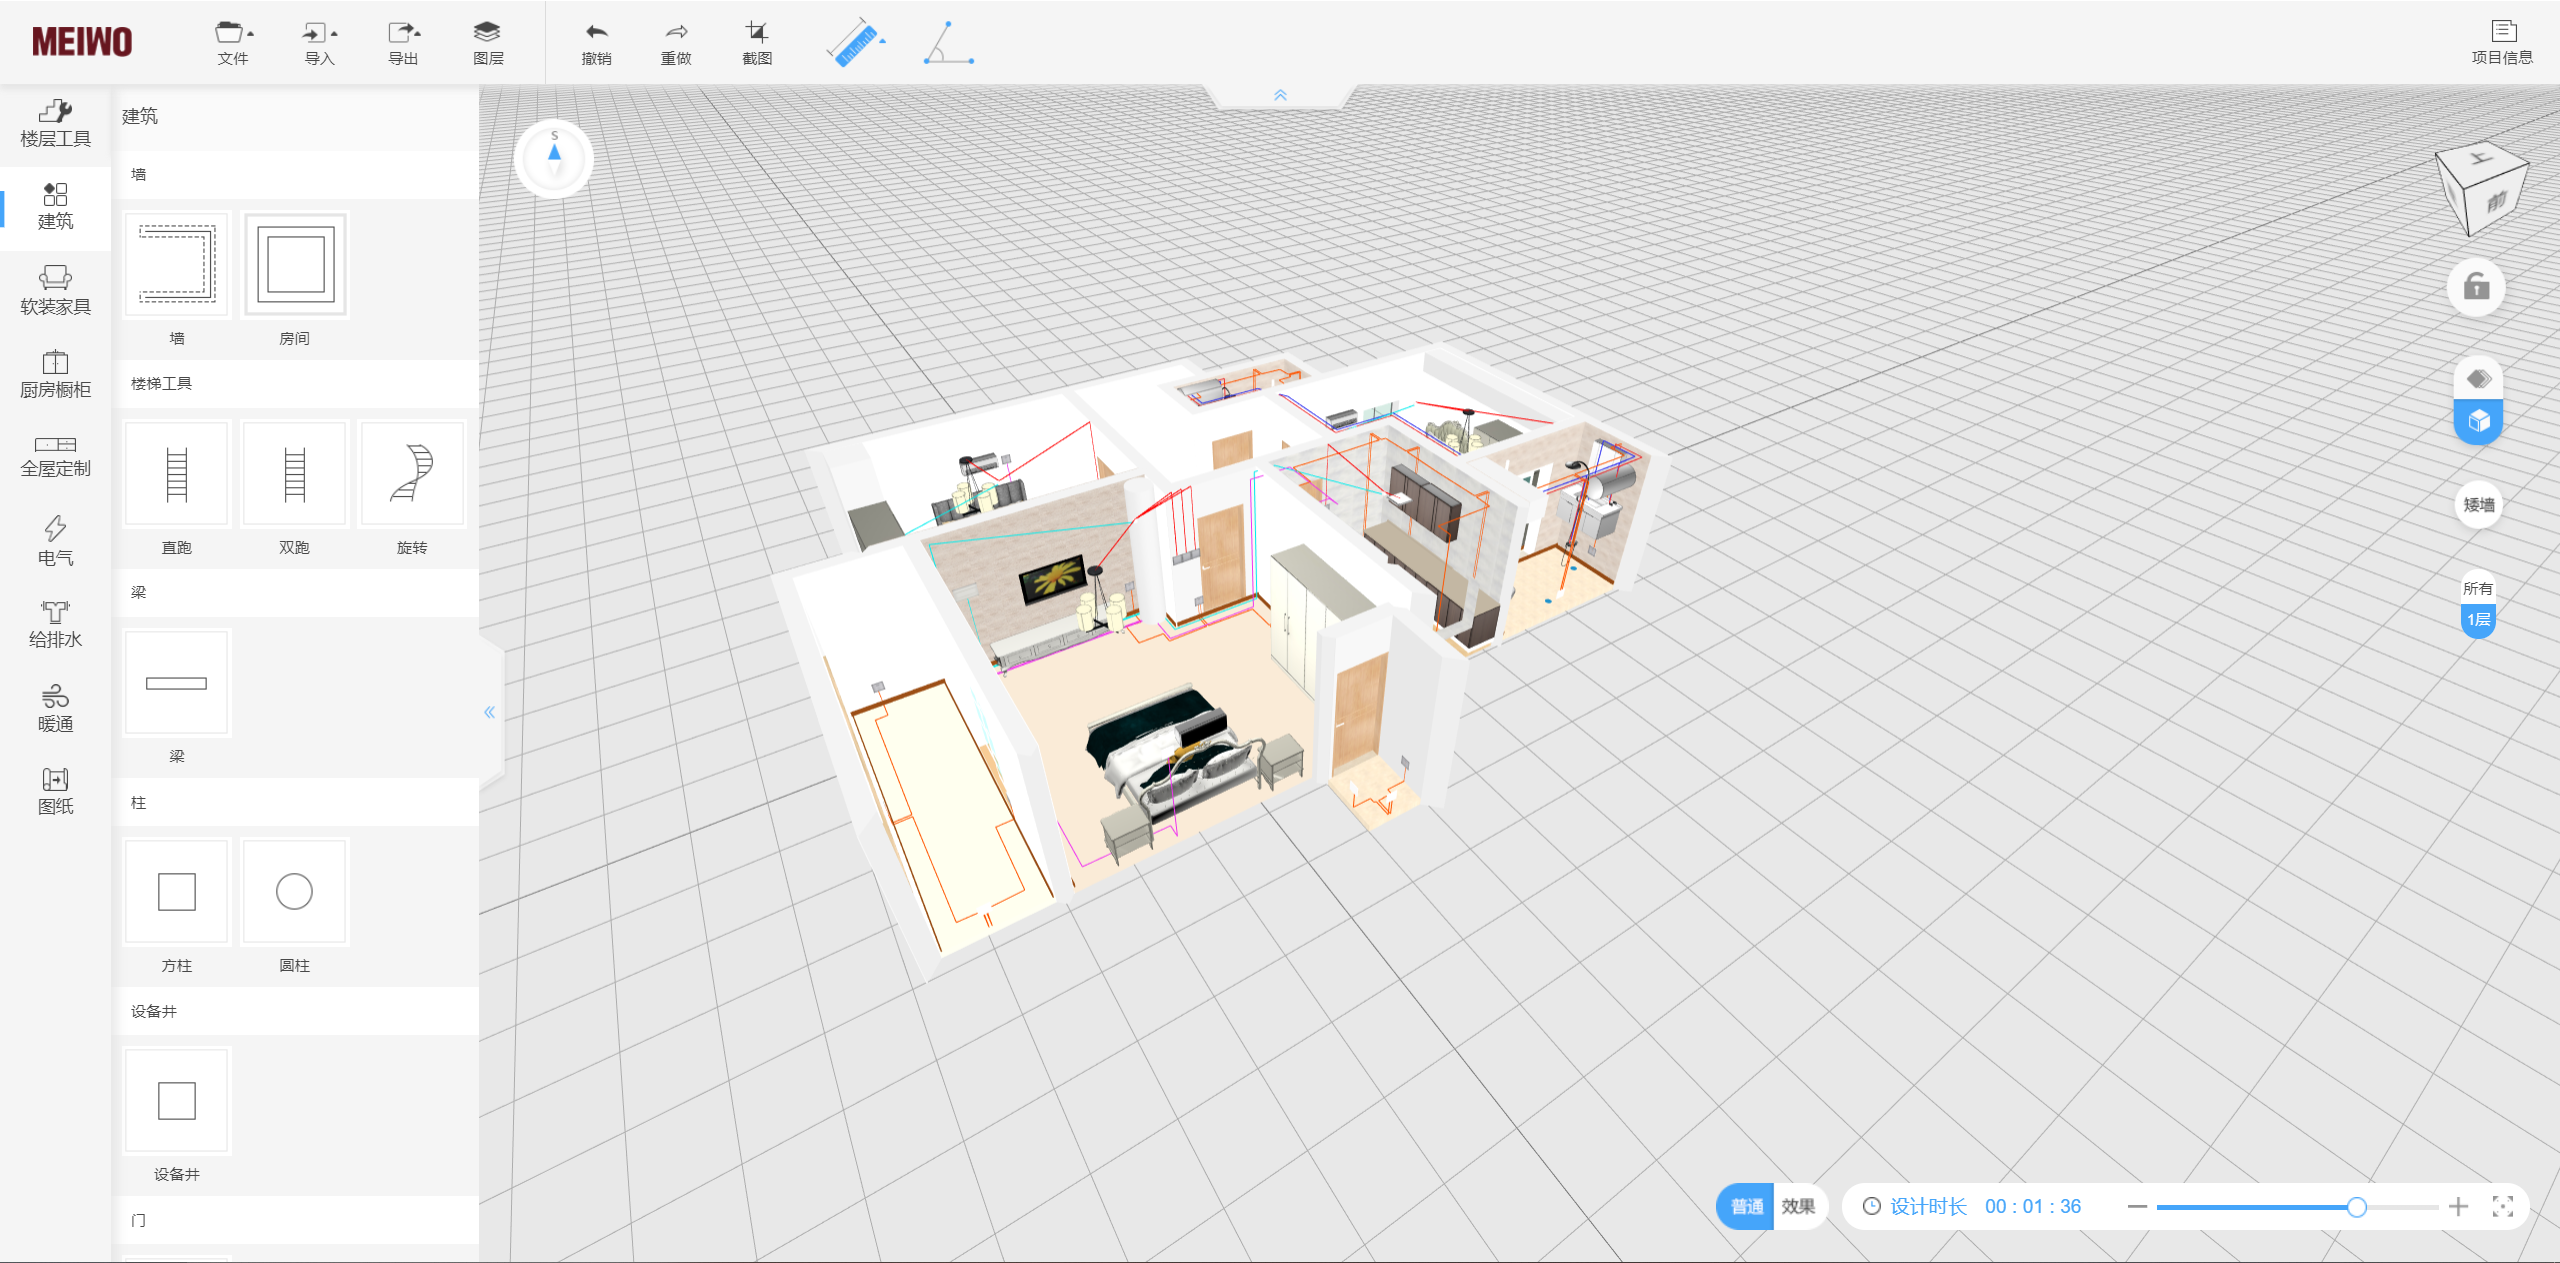 MEIWO
文件
导入
导出
图层
撤销
重做
截图
项目信息
楼层工具
建筑
软装家具
厨房橱柜
全屋定制
电气
给排水
暖通
图纸
建筑
墙
墙
房间
楼梯工具
直跑
双跑
旋转
梁
梁
柱
方柱
圆柱
设备井
设备井
门
S
上
前
矮墙
所有
1层
普通
效果
设计时长 00 : 01 : 36